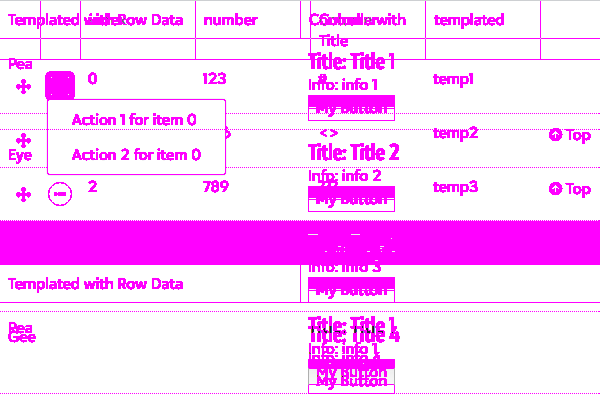 Templated with Row Data number templated
Title
Pea Title: Title 1
0 123 temp1
Info: info 1
My Button
Action 1 for item 0
<> temp2 Top
Eye Action 2 for item 0 Title: Title 2
Info: info 2
2 789 temp3 Top
My Button
Info: info 3
Templated with Row Data My Button
Pea Title: Title 1
Gee Title: Title 4
Info: info 1
My Button
My Button